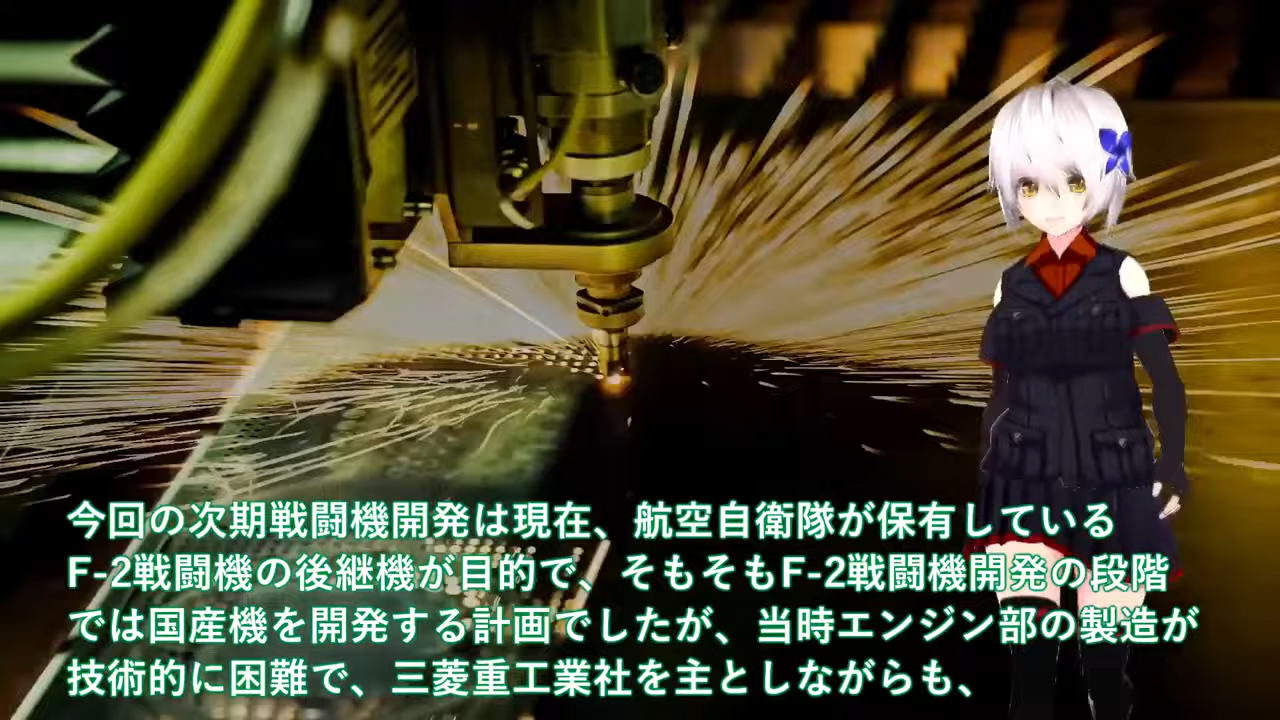 今回の次期戦闘機開発は現在、航空自衛隊が保有している
F-2戦闘機の後継機が目的で、そもそもF-2戦闘機開発の段階
では国産機を開発する計画でしたが、当時エンジン部の製造が
技術的に困難で、三菱重工業社を主としながらも、